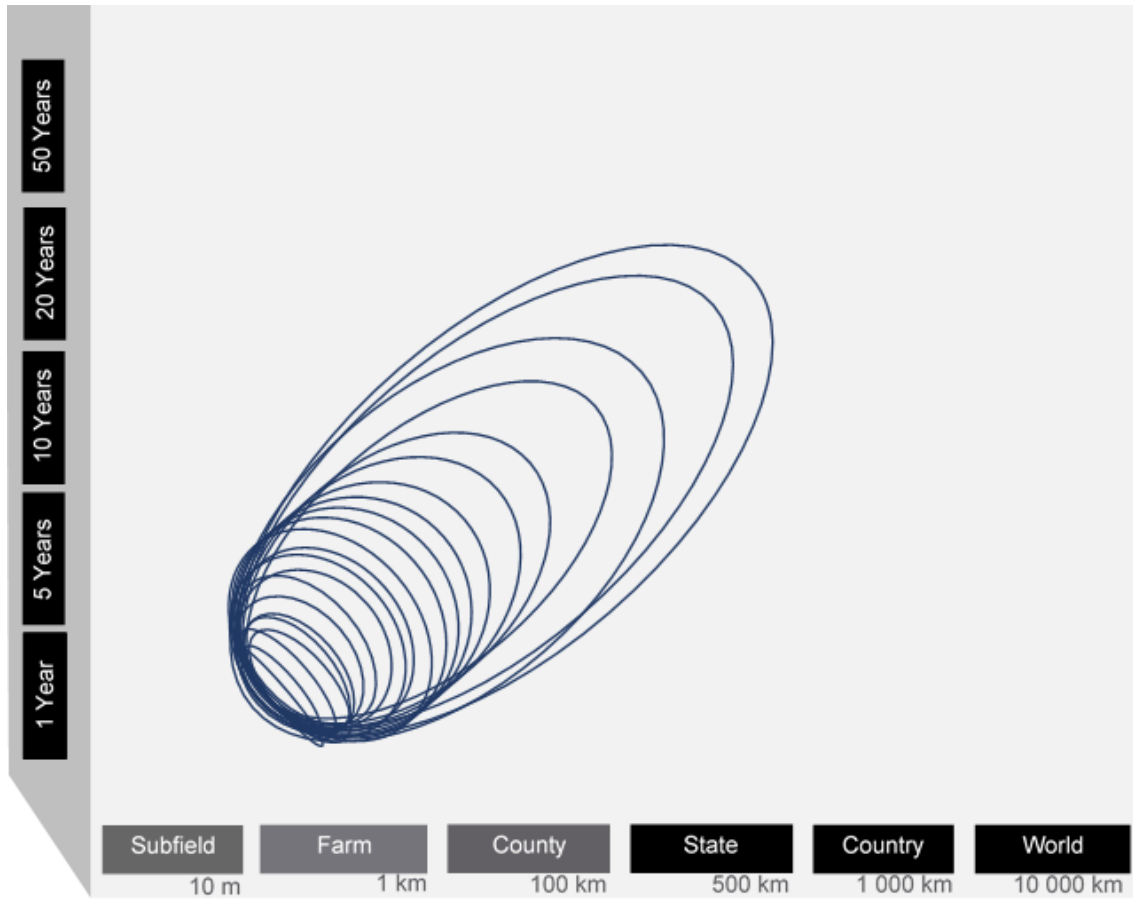 50 Years
20 Years
10 Years
5 Years
1 Year
Subfield Farm County State Country World
10 m 1 km 100 km 500 km 1 000 km 10 000 km